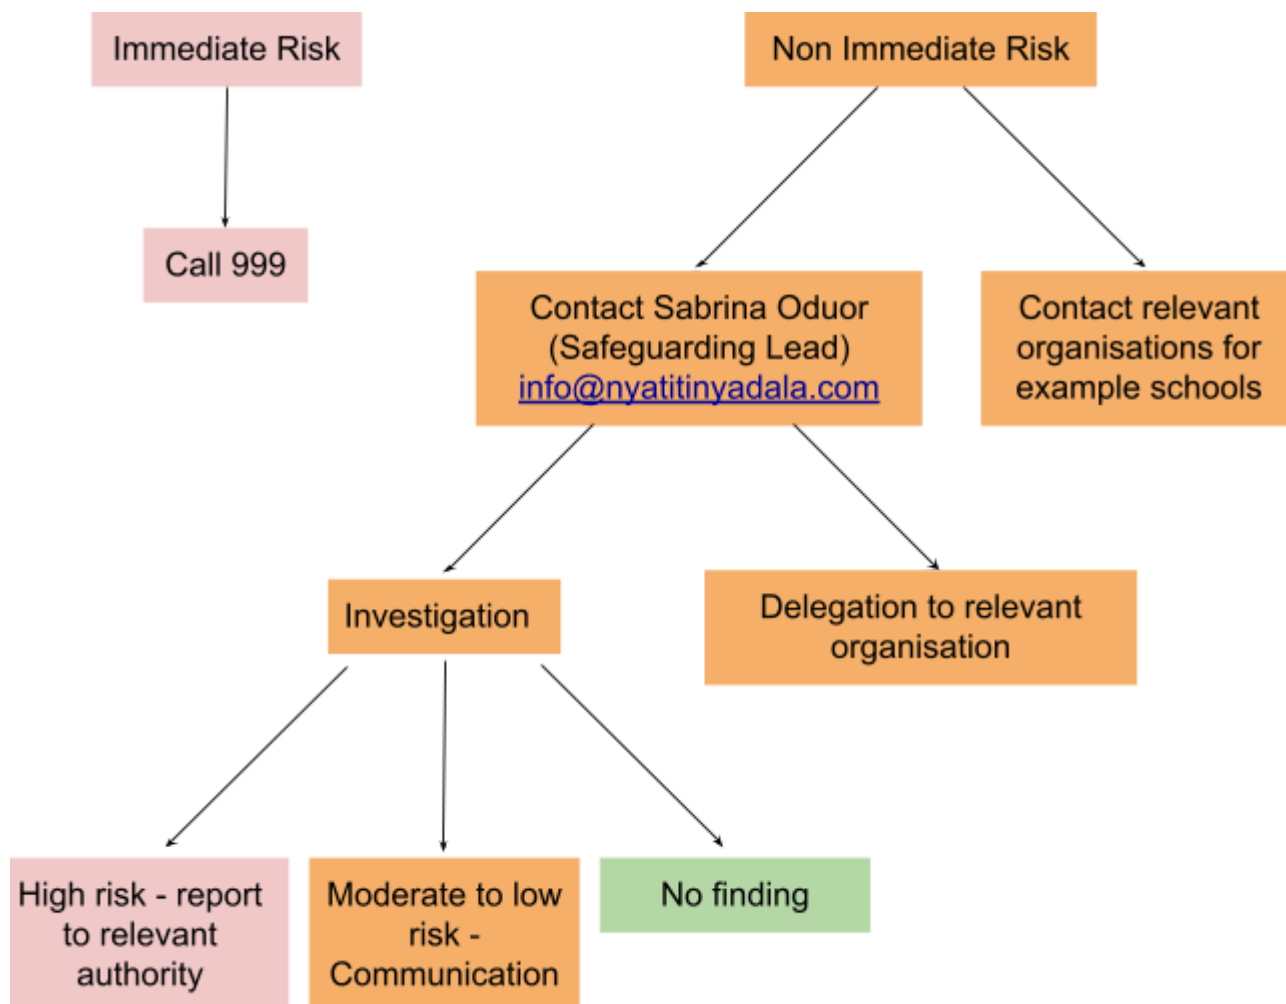 Immediate Risk
Non Immediate Risk
Call 999
Contact Sabrina Oduor
(Safeguarding Lead)
info@nyatitinyadala.com
Contact relevant
organisations for
example schools
Investigation
Delegation to relevant
organisation
High risk - report
to relevant
authority
Moderate to low
risk -
Communication
No finding